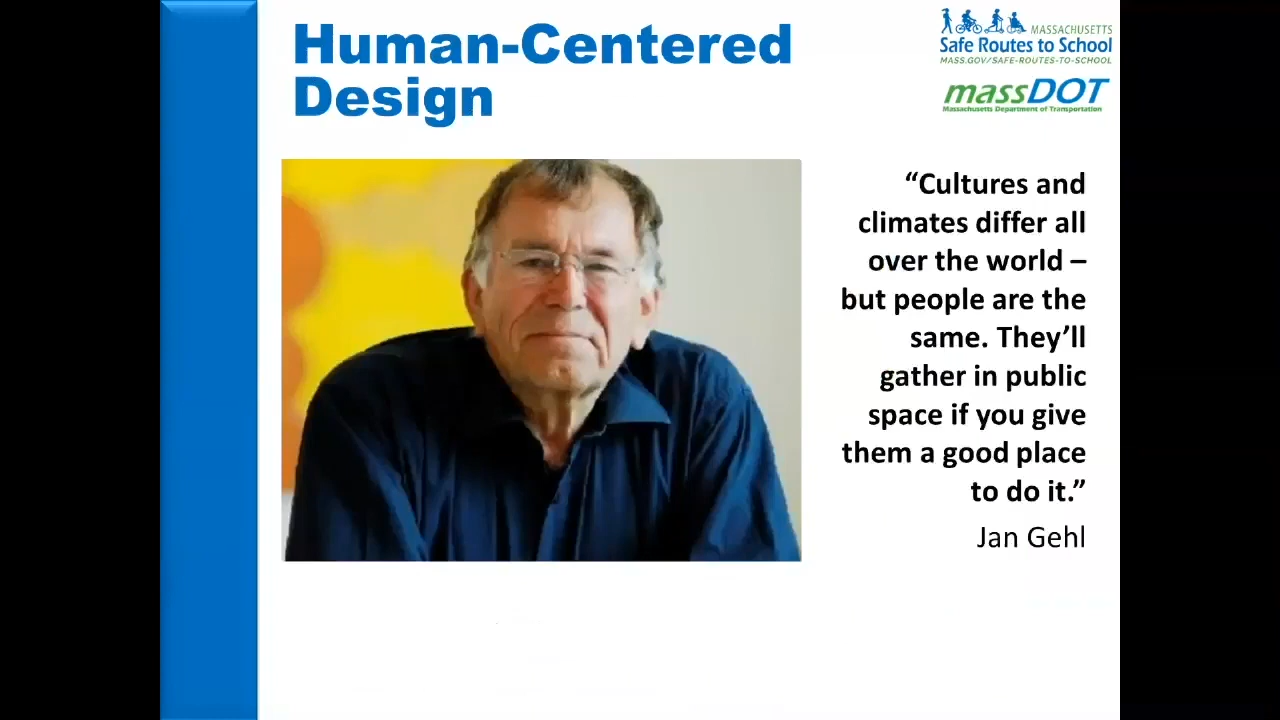 Human-Centered
Design
MASSACHUSETTS
Safe Routes to School
MASS.GOV/SAFE-ROUTES-TO-SCHOOL
massDOT
Massachusetts Department of Transportation
“Cultures and
climates differ all
over the world –
but people are the
same. They’ll
gather in public
space if you give
them a good place
to do it.”
Jan Gehl